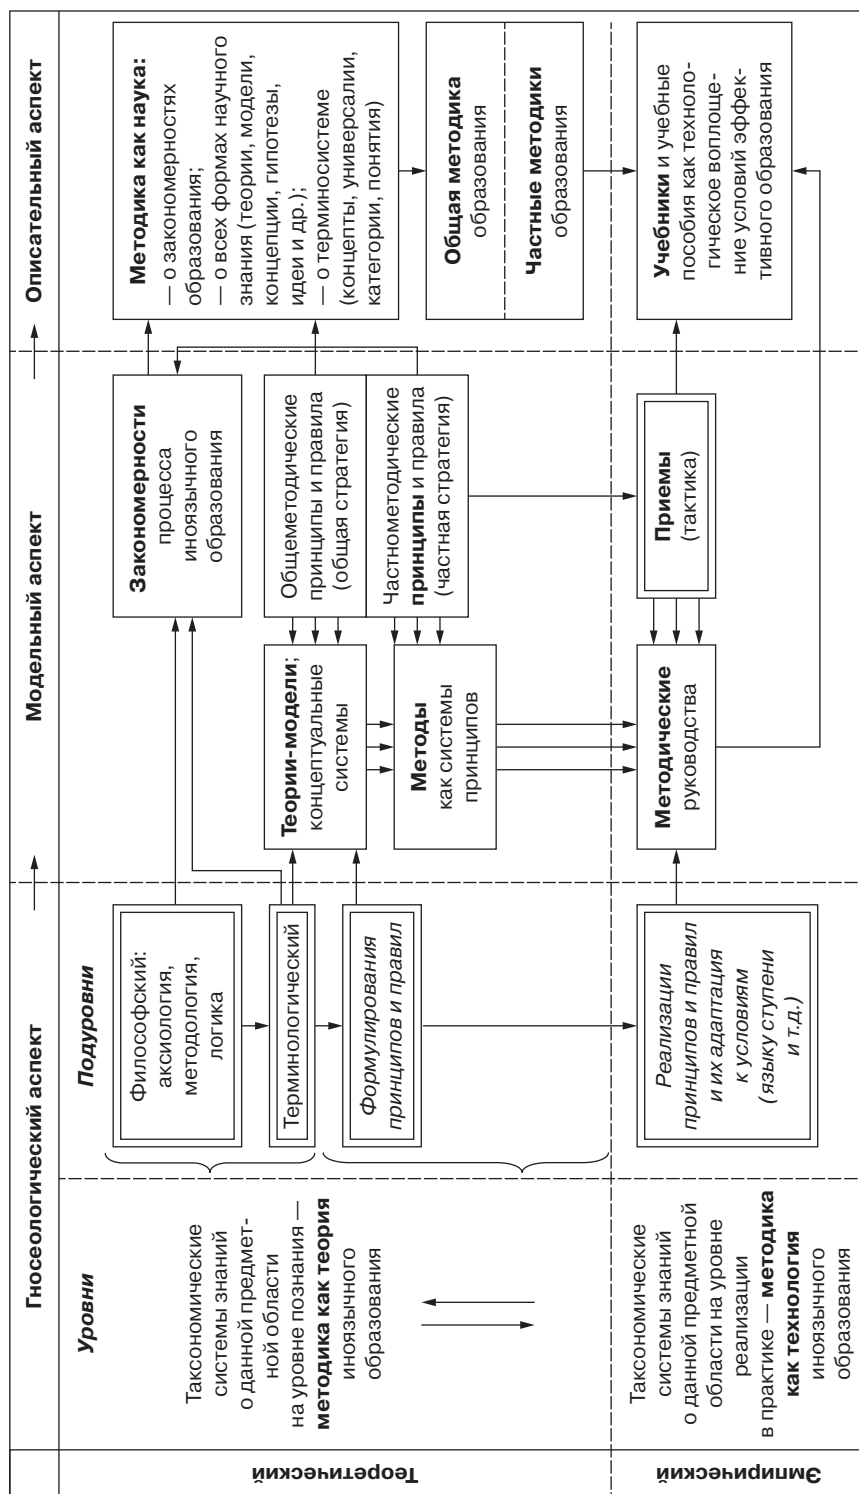 Гносеологический аспект
Модельный аспект
Описательный аспект
Теоретический
Эмпирический
Уровни
Таксономические
системы знаний
о данной предмет-
ной области
на уровне познания —
методика как теория
иноязычного
образования
Таксономические
системы знаний
о данной предметной
области на уровне
реализации
в практике — методика
как технология
иноязычного
образования
Подуровни
Философский:
аксиология,
методология,
логика
Терминологический
Формулирования
принципов и правил
Реализации
принципов и правил
и их адаптация
к условиям
(языку ступени
и т.д.)
Закономерности
процесса
иноязычного
образования
Теории-модели;
концептуальные
системы
Общеметодические
принципы и правила
(общая стратегия)
Методы
как системы
принципов
Частнометодические
принципы и правила
(частная стратегия)
Методические
руководства
Приемы
(тактика)
Методика как наука:
— о закономерностях
образования;
— о всех формах научного
знания (теории, модели,
концепции, гипотезы,
идеи и др.);
— о терминосистеме
(концепты, универсалии,
категории, понятия)
Общая методика
образования
Частные методики
образования
Учебники и учебные
пособия как техноло-
гическое воплоще-
ние условий эффек-
тивного образования